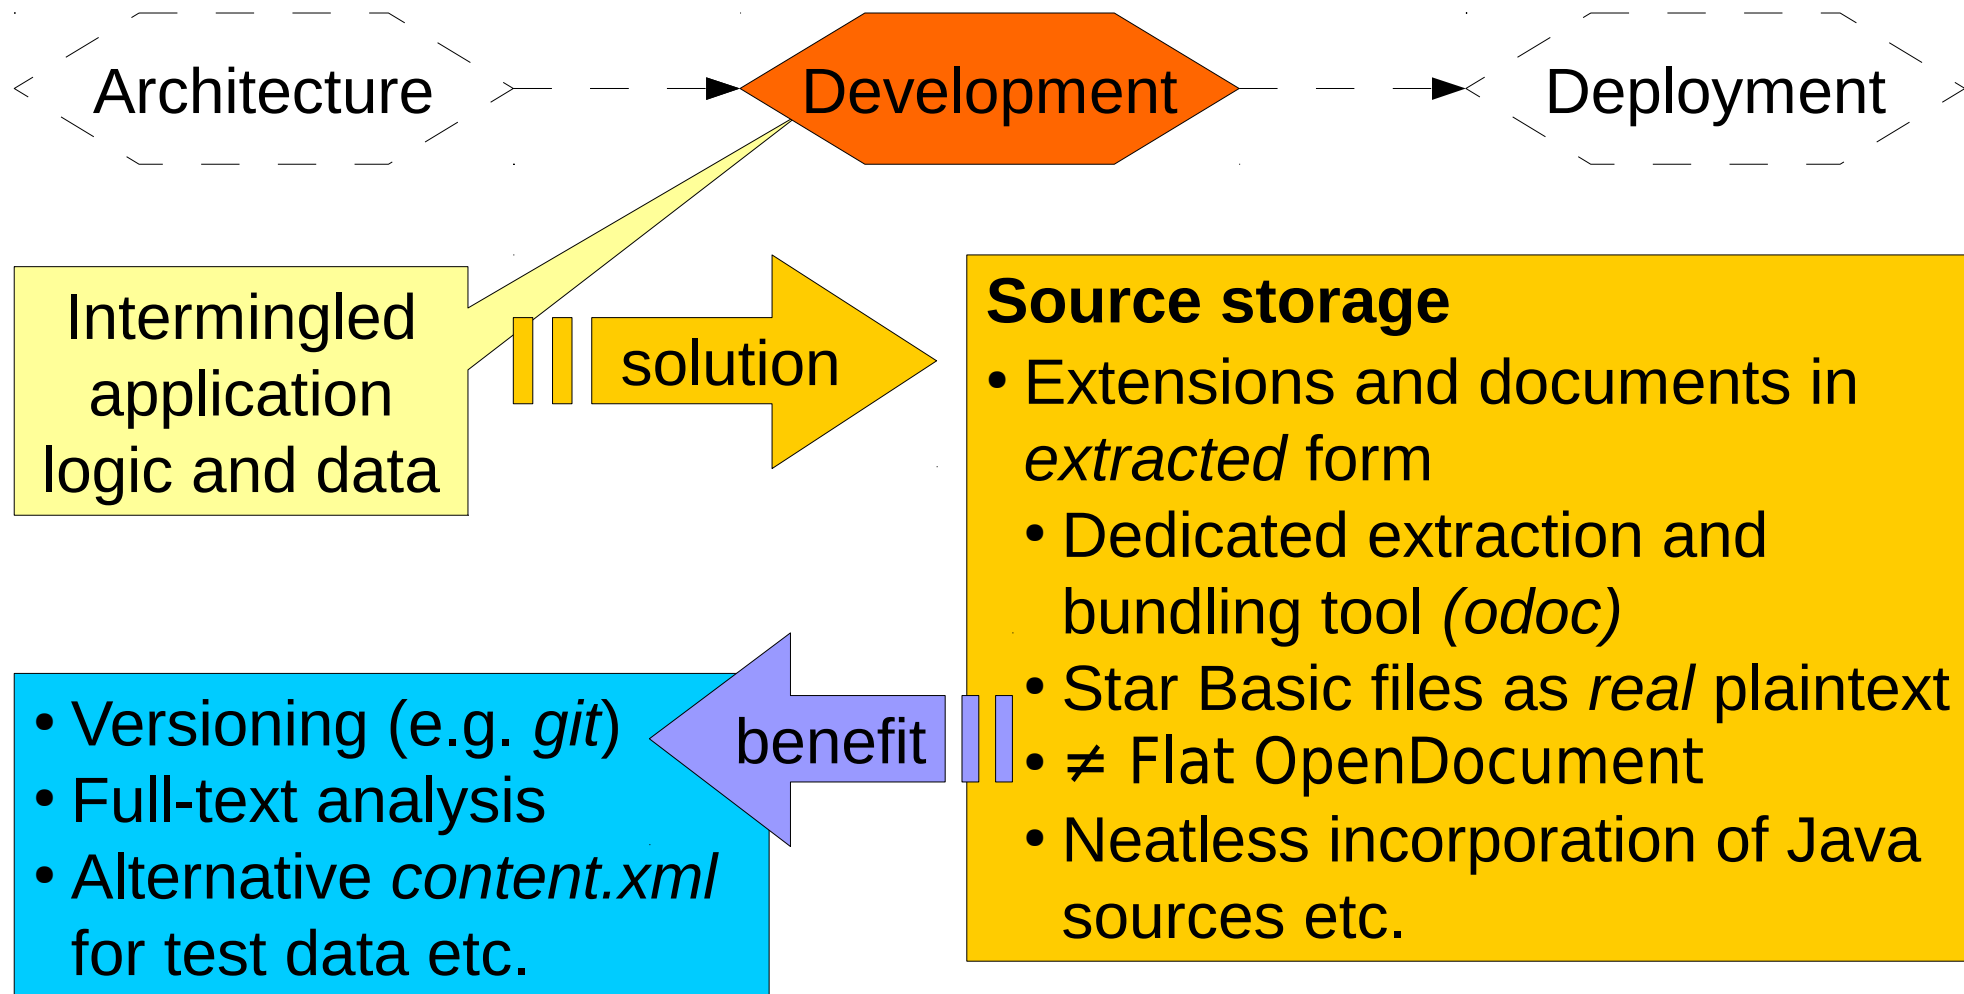 Architecture
Development
Deployment
Intermingled
application
logic and data
solution
Source storage
• Extensions and documents in
extracted form
• Dedicated extraction and
bundling tool (odoc)
• Star Basic files as real plaintext
• ≠ Flat OpenDocument
• Neatless incorporation of Java
sources etc.
benefit
• Versioning (e.g. git)
• Full-text analysis
• Alternative content.xml
for test data etc.